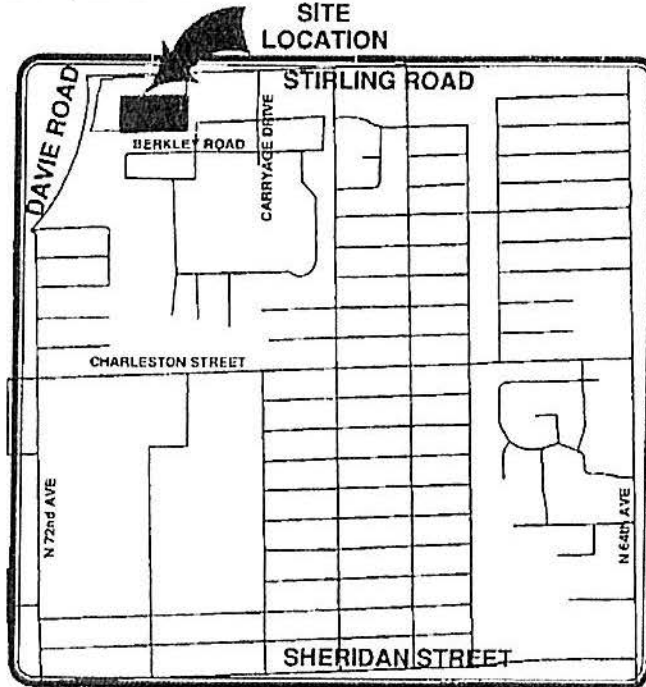 SITE
LOCATION
STIRLING ROAD
DAVIE ROAD
BERKLEY ROAD
CARRYAGE DRIVE
CHARLESTON STREET
N 72nd AVE
N 64th AVE
SHERIDAN STREET